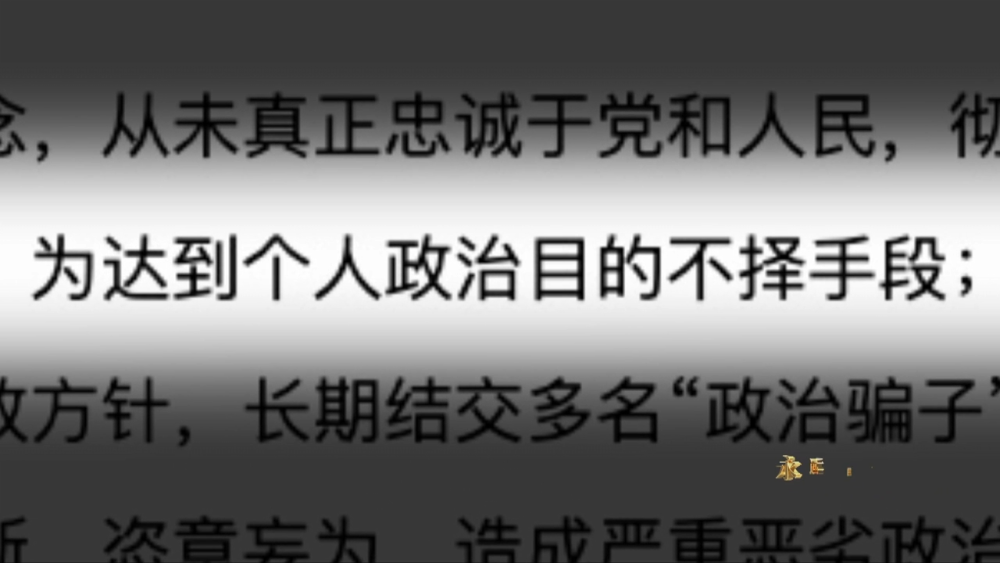 念，从未真正忠诚于党和人民，彻
为达到个人政治目的不择手段；
方针，长期结交多名“政治骗子”
恣意妄为，造成严重恶劣政治
永